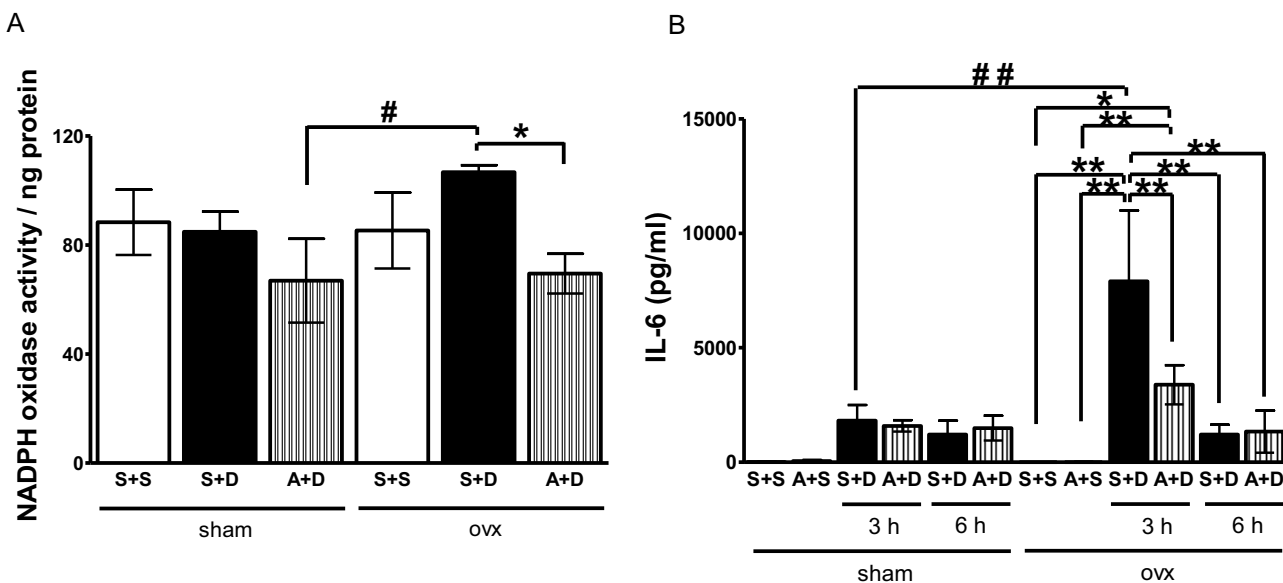 A
NADPH oxidase activity / ng protein
120
80
40
0
#
*
S+S S+D A+D S+S S+D A+D
sham ovx
B
IL-6 (pg/ml)
15000
10000
5000
0
# #
*
**
**
** **
** **
S+S A+S S+D A+D S+D A+D S+S A+S S+D A+D S+D A+D
3 h 6 h 3 h 6 h
sham ovx